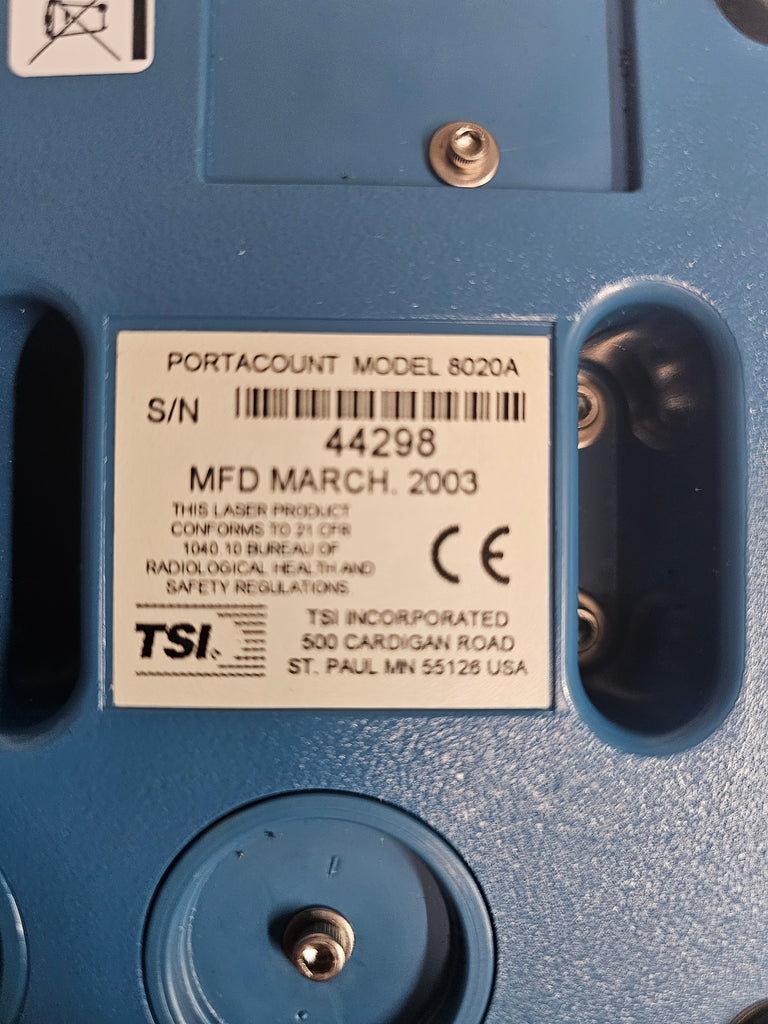 PORTACOUNT MODEL 8020A
S/N
44298
MFD MARCH. 2003
THIS LASER PRODUCT
CONFORMS TO 21 CFR
1040.10 BUREAU OF
RADIOLOGICAL HEALTH AND
SAFETY REGULATIONS.
CE
TSI
TSI INCORPORATED
500 CARDIGAN ROAD
ST. PAUL MN 55126 USA
1